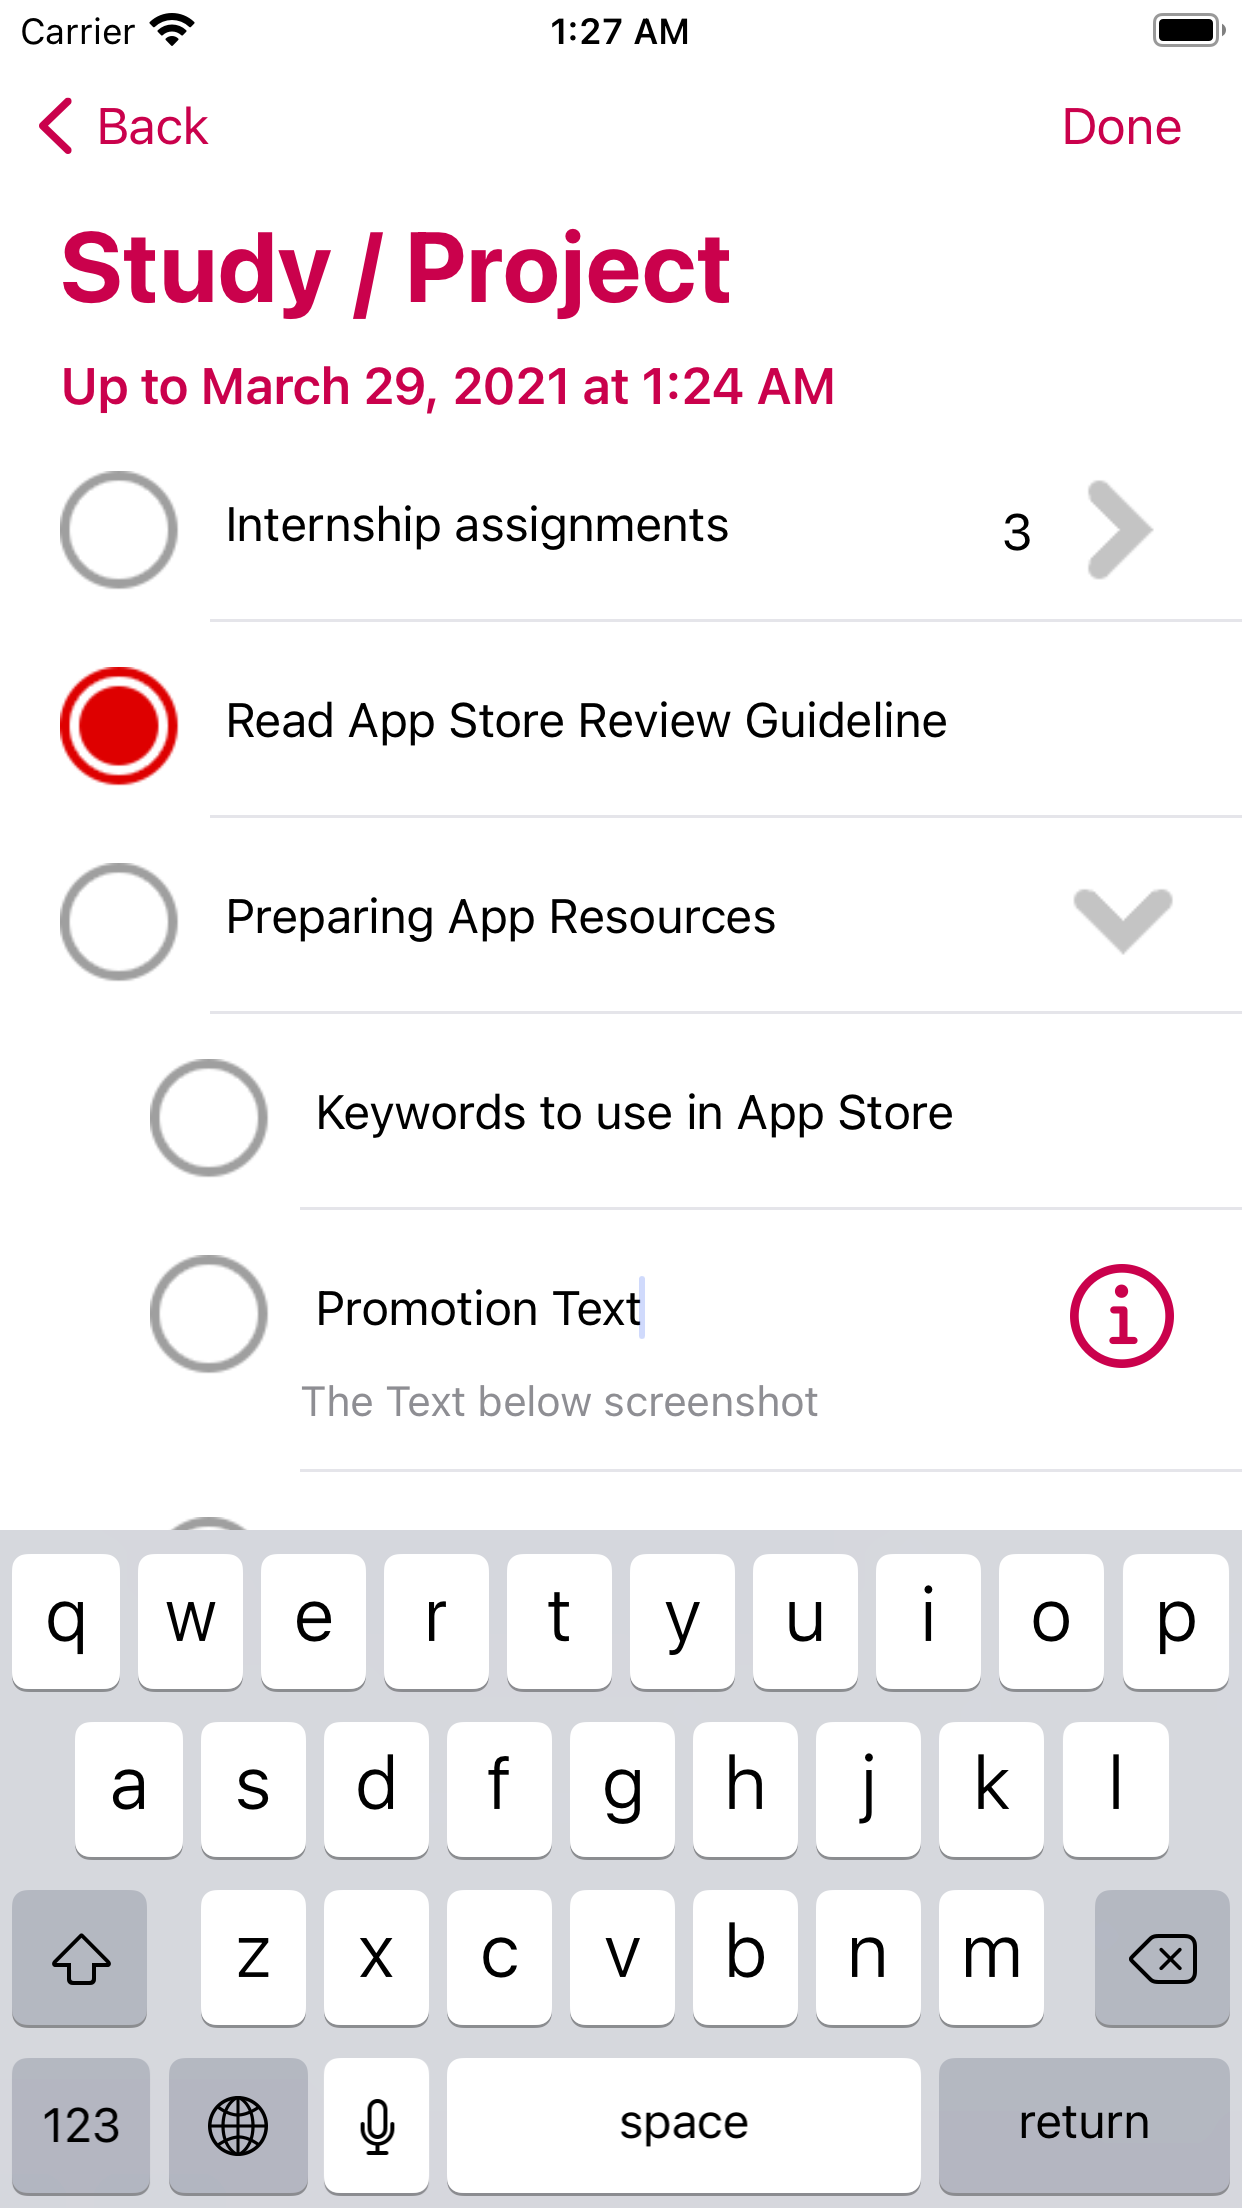 Carrier 1:27 AM
Back Done
Study / Project
Up to March 29, 2021 at 1:24 AM
Internship assignments 3
Read App Store Review Guideline
Preparing App Resources
Keywords to use in App Store
Promotion Text
The Text below screenshot
q w e r t y u i o p
a s d f g h j k l
z x c v b n m
123 space return